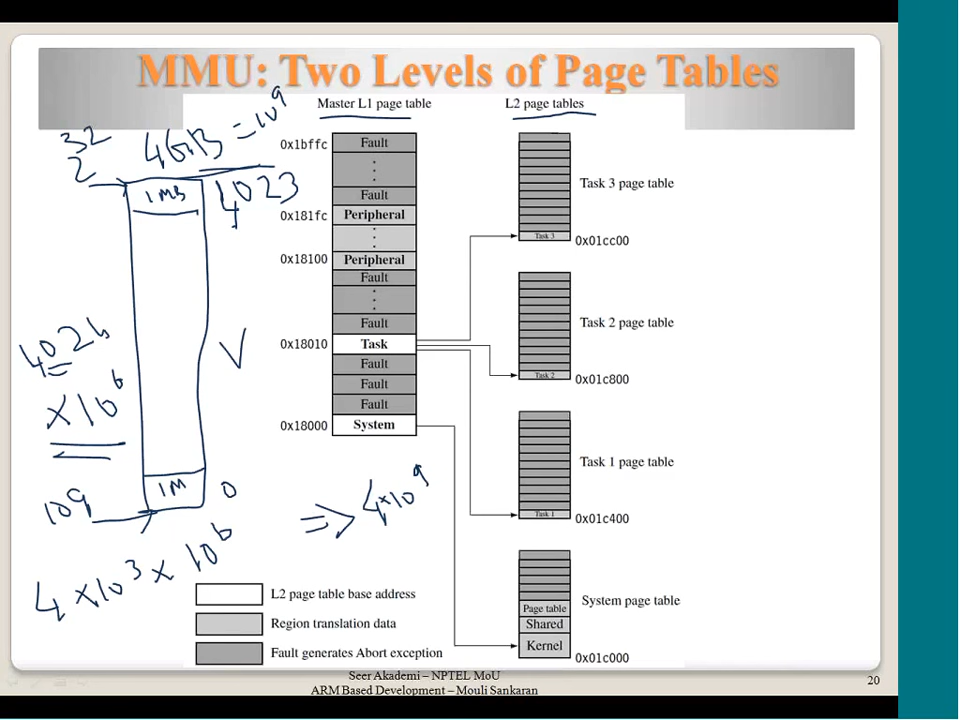 MMU: Two Levels of Page Tables
Master L1 page table
L2 page tables
0x1bffc
Fault
Fault
0x181fc
Peripheral
0x18100
Peripheral
Fault
Fault
0x18010
Task
Fault
Fault
Fault
0x18000
System
Task 3
Task 3 page table
0x01cc00
Task 2
Task 2 page table
0x01c800
Task 1
Task 1 page table
0x01c400
Page table
Shared
Kernel
System page table
0x01c000
L2 page table base address
Region translation data
Fault generates Abort exception
2^32
4GB = 10^9
1MB
4023
V
4024
×10^6
1M
0
10^9
4 × 10^3 × 10^6
=> 4×10^9
Seer Akademi – NPTEL MoU
ARM Based Development – Mouli Sankaran
20